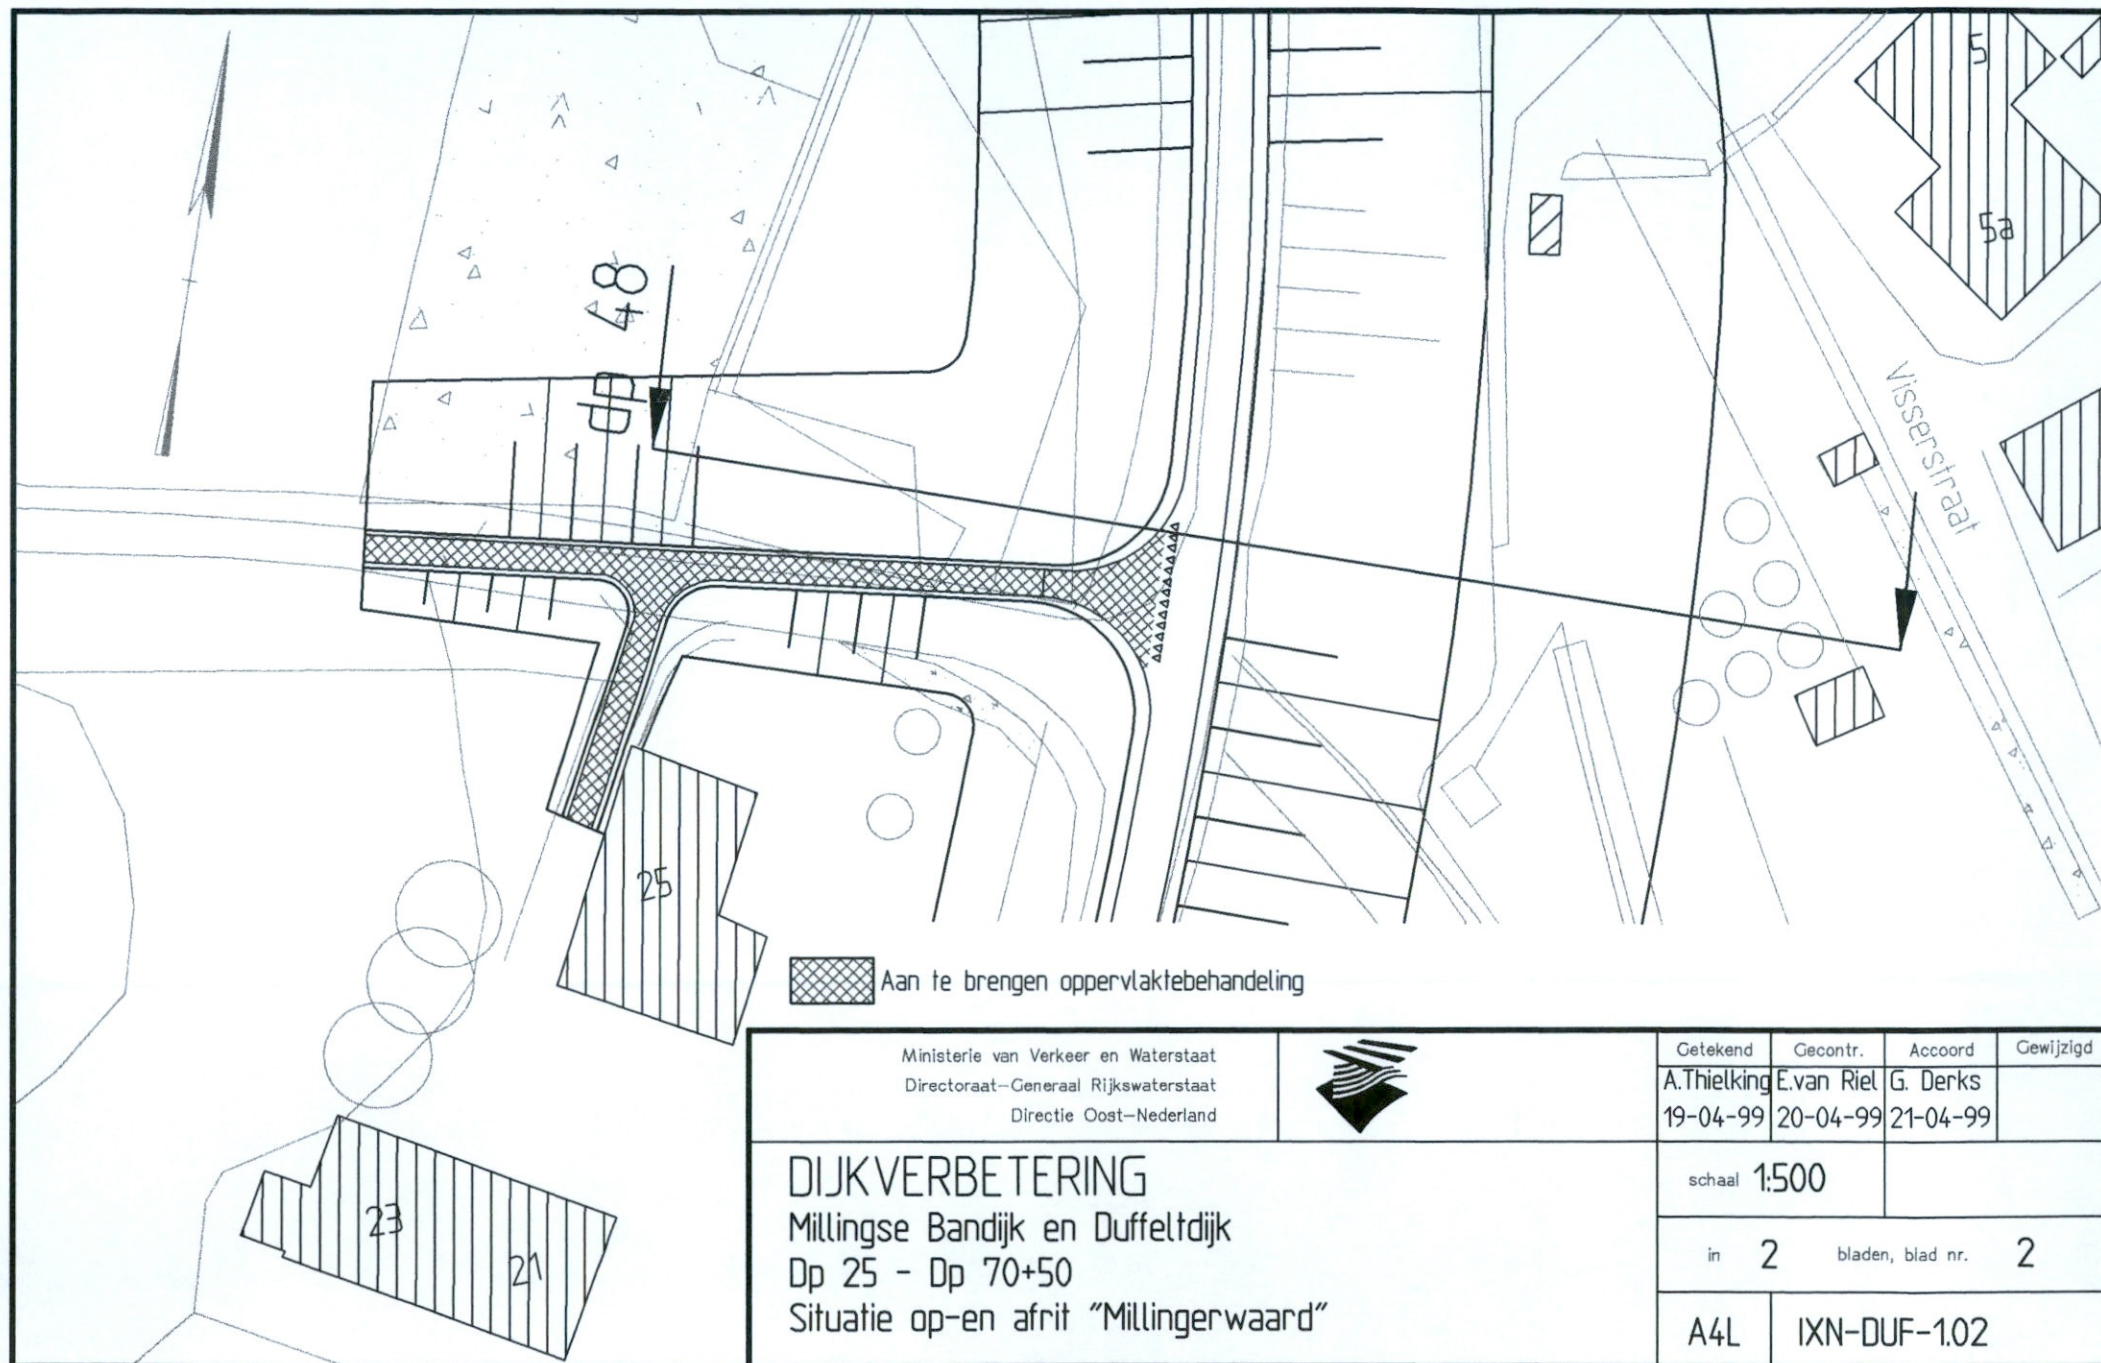 5
5a
dp 48
Visserstraat
25
23
21
Aan te brengen oppervlaktebehandeling
Ministerie van Verkeer en Waterstaat
Directoraat-Generaal Rijkswaterstaat
Directie Oost-Nederland
DIJKVERBETERING
Millingse Bandijk en Duffeltdijk
Dp 25 - Dp 70+50
Situatie op-en afrit "Millingerwaard"
Getekend Gecontr. Accoord Gewijzigd
A.Thielking E.van Riel G. Derks
19-04-99 20-04-99 21-04-99
schaal 1:500
in 2 bladen, blad nr. 2
A4L IXN-DUF-1.02